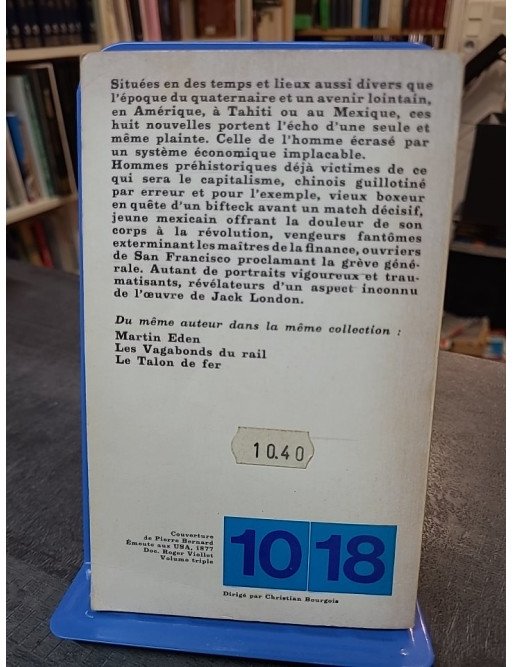 Situées en des temps et lieux aussi divers que
l'époque du quaternaire et un avenir lointain,
en Amérique, à Tahiti ou au Mexique, ces
huit nouvelles portent l'écho d'une seule et
même plainte. Celle de l'homme écrasé par
un système économique implacable.
Hommes préhistoriques déjà victimes de ce
qui sera le capitalisme, chinois guillotiné
par erreur et pour l'exemple, vieux boxeur
en quête d'un bifteck avant un match décisif,
jeune mexicain offrant la douleur de son
corps à la révolution, vengeurs fantômes
exterminant les maîtres de la finance, ouvriers
de San Francisco proclamant la grève géné-
rale. Autant de portraits vigoureux et trau-
matisants, révélateurs d'un aspect inconnu
de l'œuvre de Jack London.
Du même auteur dans la même collection :
Martin Eden
Les Vagabonds du rail
Le Talon de fer
10.40
Couverture
de Pierre Bernard
Émeute aux USA, 1877
Doc. Roger Viollet
Volume triple
10 18
Dirigé par Christian Bourgois